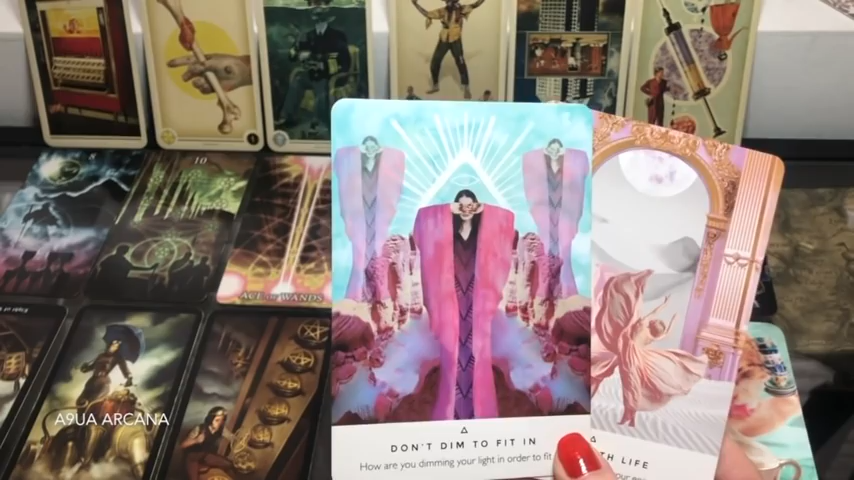 10
ACE OF WANDS
A9UA ARCANA
DON'T DIM TO FIT IN
How are you dimming your light in order to fit
TH LIFE